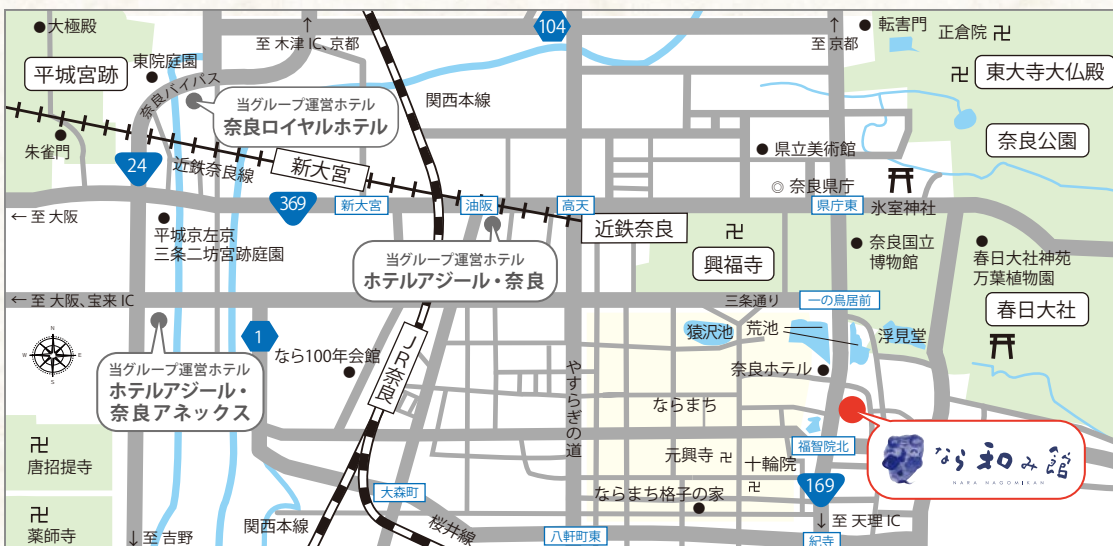 大極殿
至 木津 IC、京都
104
至 京都
転害門
正倉院
平城宮跡
東院庭園
東大寺大仏殿
奈良バイパス
当グループ運営ホテル
奈良ロイヤルホテル
関西本線
奈良公園
朱雀門
24
近鉄奈良線
新大宮
県立美術館
◎ 奈良県庁
369
新大宮
油阪
高天
県庁東
氷室神社
← 至 大阪
近鉄奈良
平城京左京
三条二坊宮跡庭園
当グループ運営ホテル
ホテルアジール・奈良
興福寺
奈良国立
博物館
春日大社神苑
万葉植物園
← 至 大阪、宝来 IC
三条通り
一の鳥居前
春日大社
N
W
E
S
1
なら100年会館
JR奈良
猿沢池
荒池
浮見堂
奈良ホテル
当グループ運営ホテル
ホテルアジール・
奈良アネックス
やすらぎの道
ならまち
福智院北
なら和み館
NARA NAGOMIKAN
唐招提寺
元興寺
十輪院
大森町
ならまち格子の家
169
薬師寺
↓至 吉野
関西本線
桜井線
八軒町東
↓ 至 天理 IC
紀寺